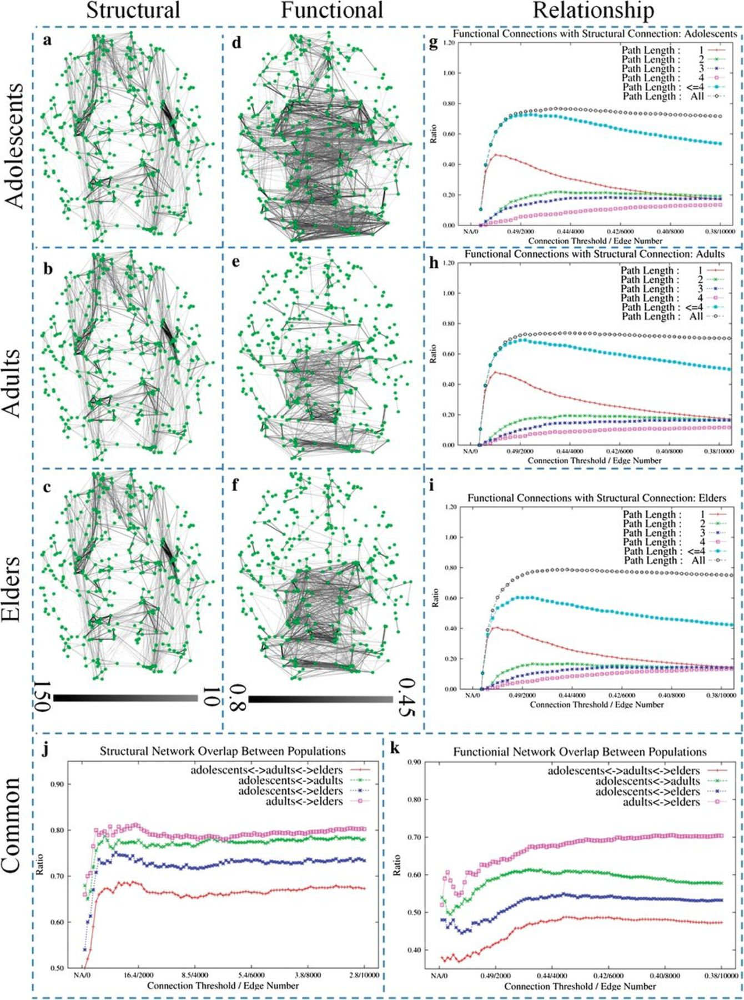 Structural Functional Relationship
Adolescents
a
d
g
Functional Connections with Structural Connection: Adolescents
Path Length : 1
Path Length : 2
Path Length : 3
Path Length : 4
Path Length : <=4
Path Length : All
1.20
1.00
0.80
0.60
0.40
0.20
0.00
Ratio
NA/0 0.49/2000 0.44/4000 0.42/6000 0.40/8000 0.38/10000
Connection Threshold / Edge Number
Adults
b
e
h
Functional Connections with Structural Connection: Adults
Path Length : 1
Path Length : 2
Path Length : 3
Path Length : 4
Path Length : <=4
Path Length : All
1.20
1.00
0.80
0.60
0.40
0.20
0.00
Ratio
NA/0 0.49/2000 0.44/4000 0.42/6000 0.40/8000 0.38/10000
Connection Threshold / Edge Number
Elders
c
f
i
Functional Connections with Structural Connection: Elders
Path Length : 1
Path Length : 2
Path Length : 3
Path Length : 4
Path Length : <=4
Path Length : All
1.20
1.00
0.80
0.60
0.40
0.20
0.00
Ratio
NA/0 0.49/2000 0.44/4000 0.42/6000 0.40/8000 0.38/10000
Connection Threshold / Edge Number
150 10
0.8 0.45
Common
j
Structural Network Overlap Between Populations
adolescents<->adults<->elders
adolescents<->adults
adolescents<->elders
adults<->elders
0.90
0.80
0.70
0.60
0.50
Ratio
NA/0 16.4/2000 8.5/4000 5.4/6000 3.8/8000 2.8/10000
Connection Threshold / Edge Number
k
Functionial Network Overlap Between Populations
adolescents<->adults<->elders
adolescents<->adults
adolescents<->elders
adults<->elders
0.90
0.80
0.70
0.60
0.50
0.40
Ratio
NA/0 0.49/2000 0.44/4000 0.42/6000 0.40/8000 0.38/10000
Connection Threshold / Edge Number